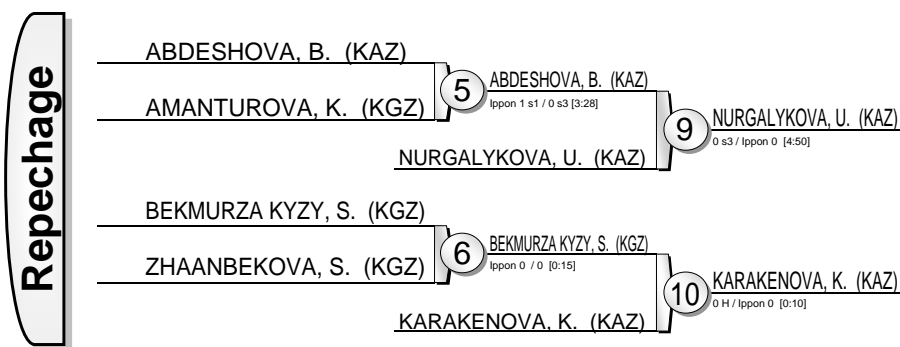 Repechage
ABDESHOVA, B. (KAZ)
AMANTUROVA, K. (KGZ)
5
ABDESHOVA, B. (KAZ)
Ippon 1 s1 / 0 s3 [3:28]
NURGALYKOVA, U. (KAZ)
9
NURGALYKOVA, U. (KAZ)
0 s3 / Ippon 0 [4:50]
BEKMURZA KYZY, S. (KGZ)
ZHAANBEKOVA, S. (KGZ)
6
BEKMURZA KYZY, S. (KGZ)
Ippon 0 / 0 [0:15]
KARAKENOVA, K. (KAZ)
10
KARAKENOVA, K. (KAZ)
0 H / Ippon 0 [0:10]